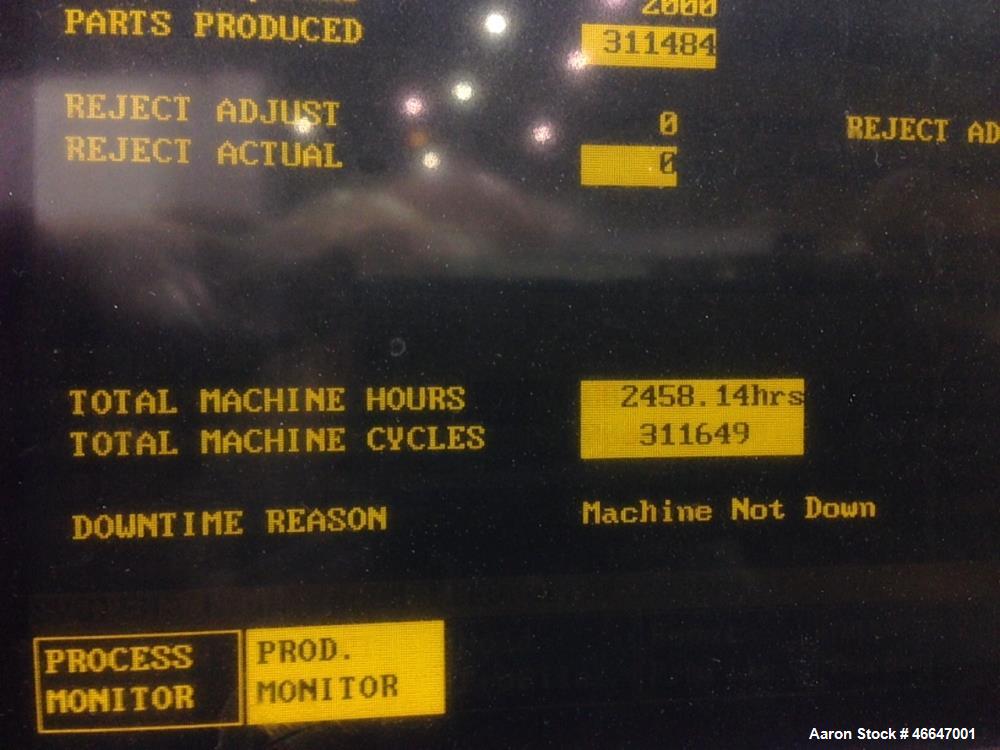 2000
PARTS PRODUCED 311484
REJECT ADJUST 0 REJECT AD
REJECT ACTUAL 0
TOTAL MACHINE HOURS 2458.14hrs
TOTAL MACHINE CYCLES 311649
DOWNTIME REASON Machine Not Down
PROCESS MONITOR
PROD. MONITOR
Aaron Stock # 46647001